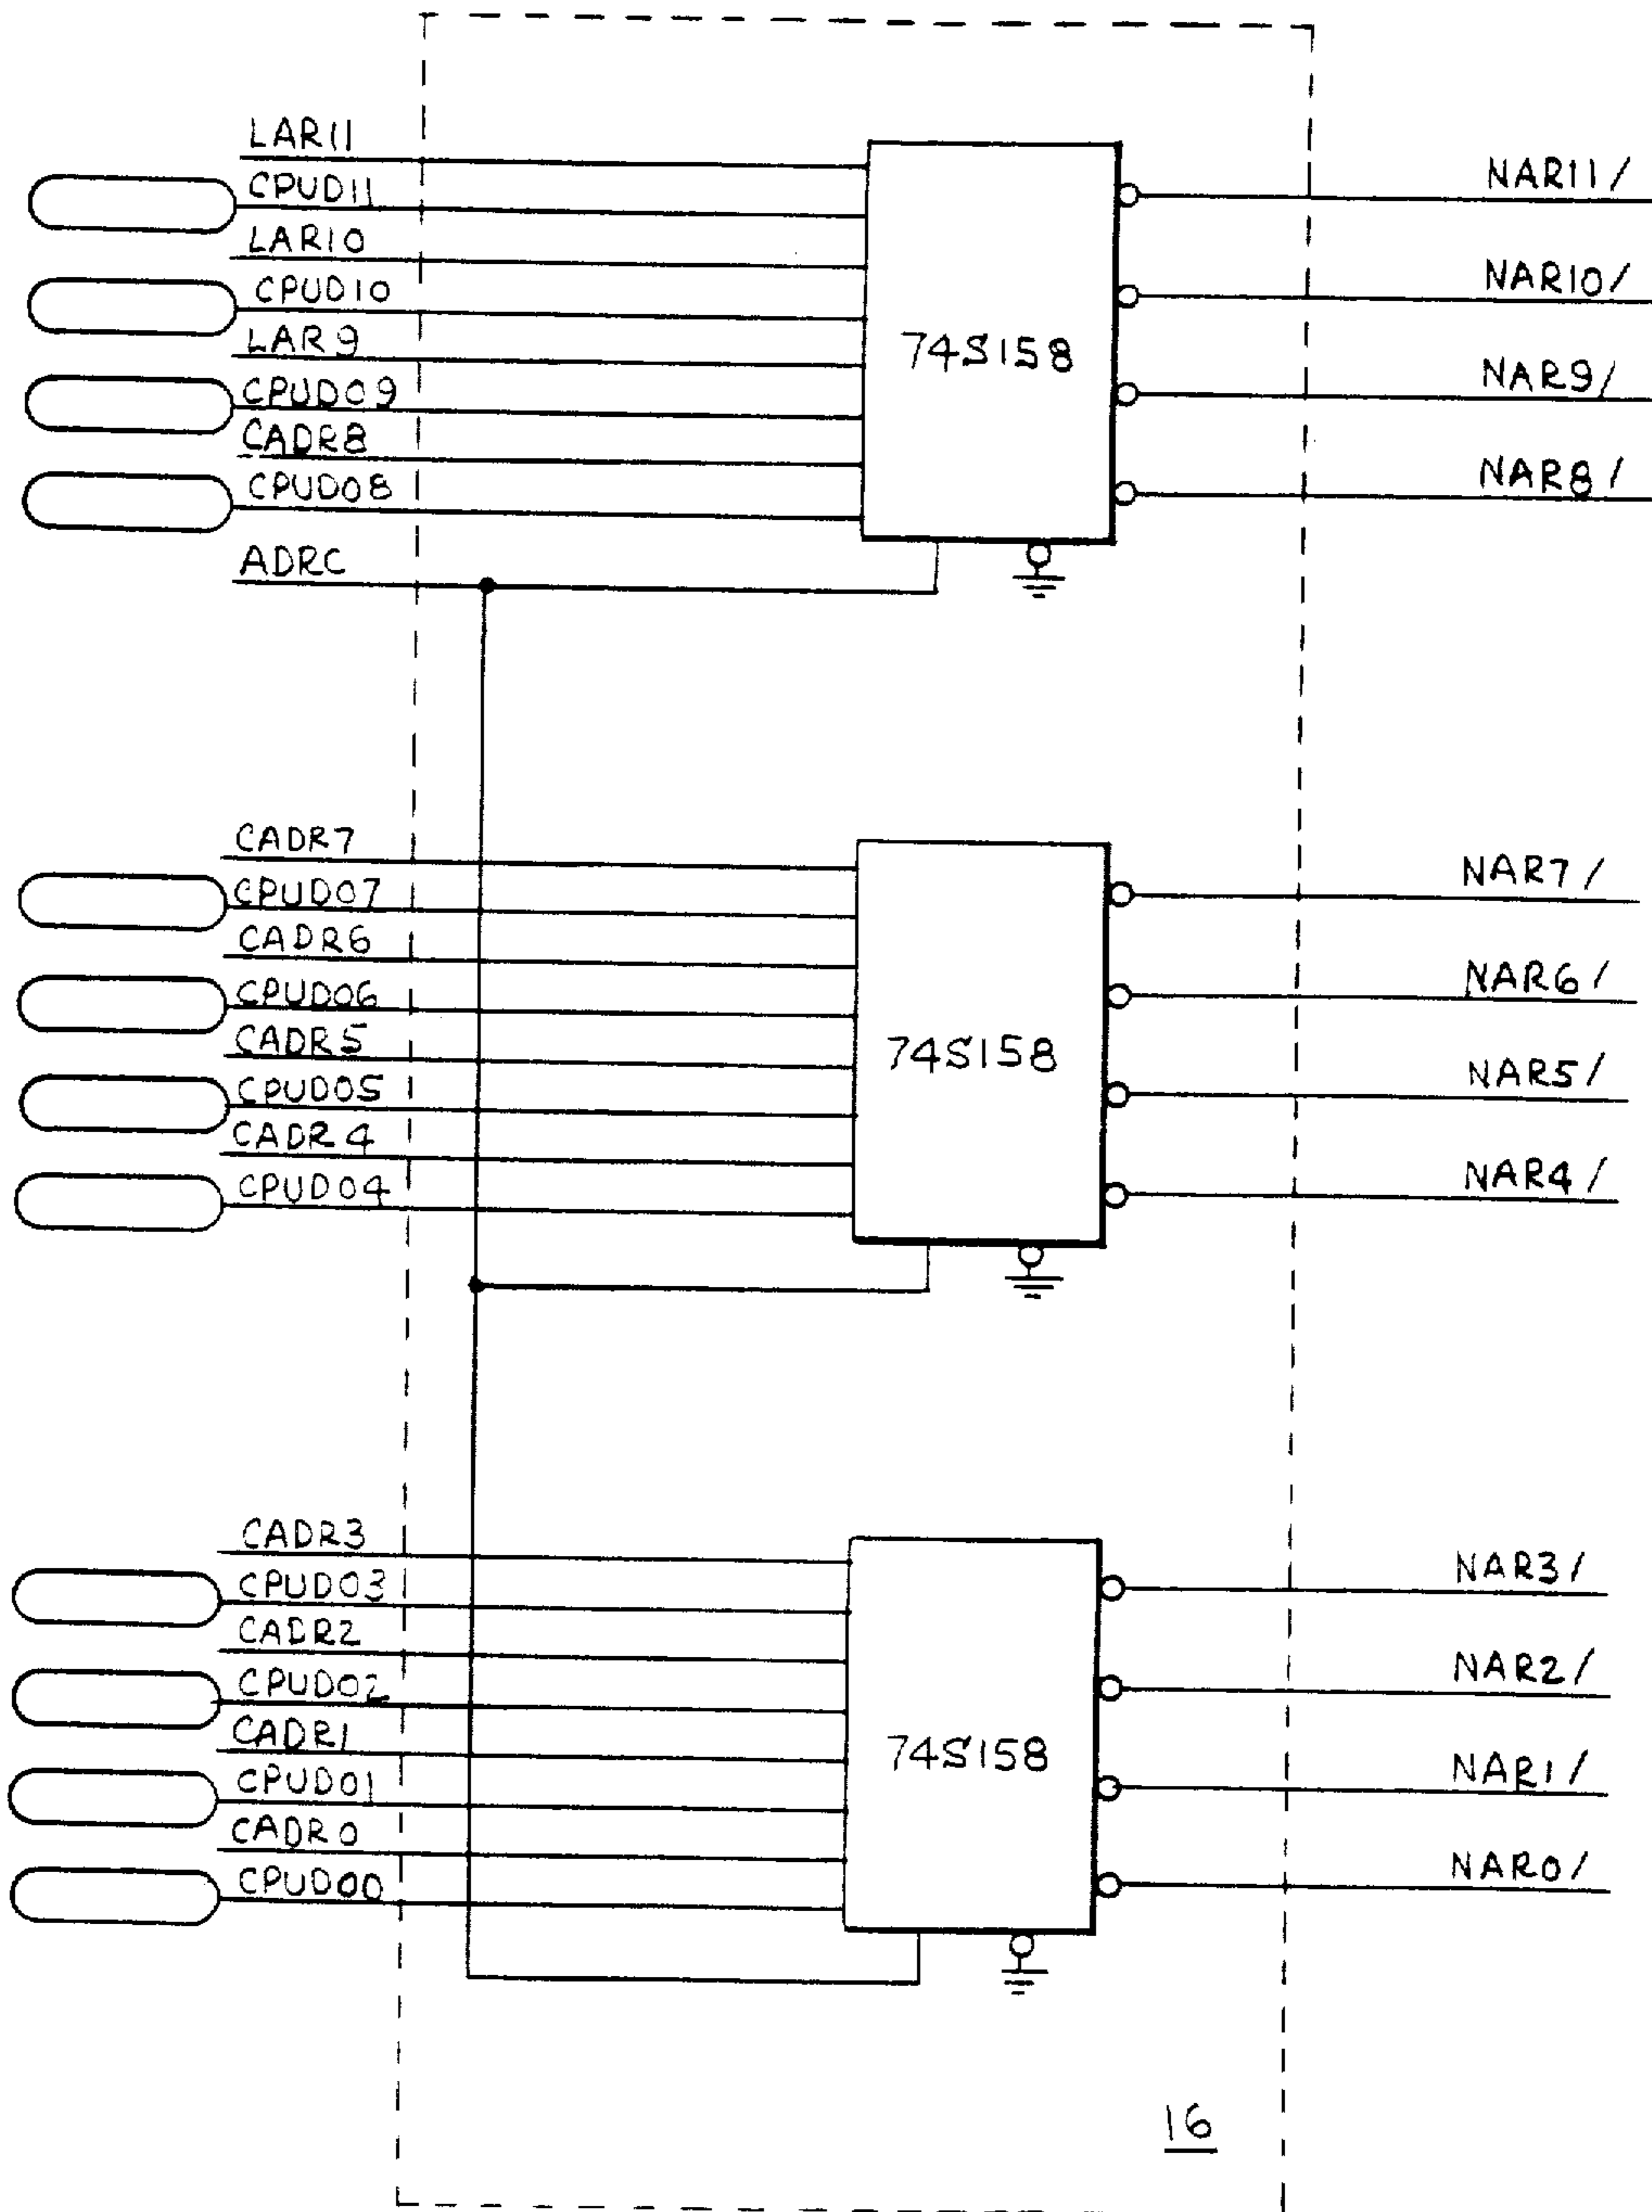 LAR11
CPUD11
LAR10
CPUD10
LAR9
CPUD09
CADR8
CPUD08
ADRC
74S158
NAR11/
NAR10/
NAR9/
NAR8/
CADR7
CPUD07
CADR6
CPUD06
CADR5
CPUD05
CADR4
CPUD04
74S158
NAR7/
NAR6/
NAR5/
NAR4/
CADR3
CPUD03
CADR2
CPUD02
CADR1
CPUD01
CADR0
CPUD00
74S158
NAR3/
NAR2/
NAR1/
NAR0/
16